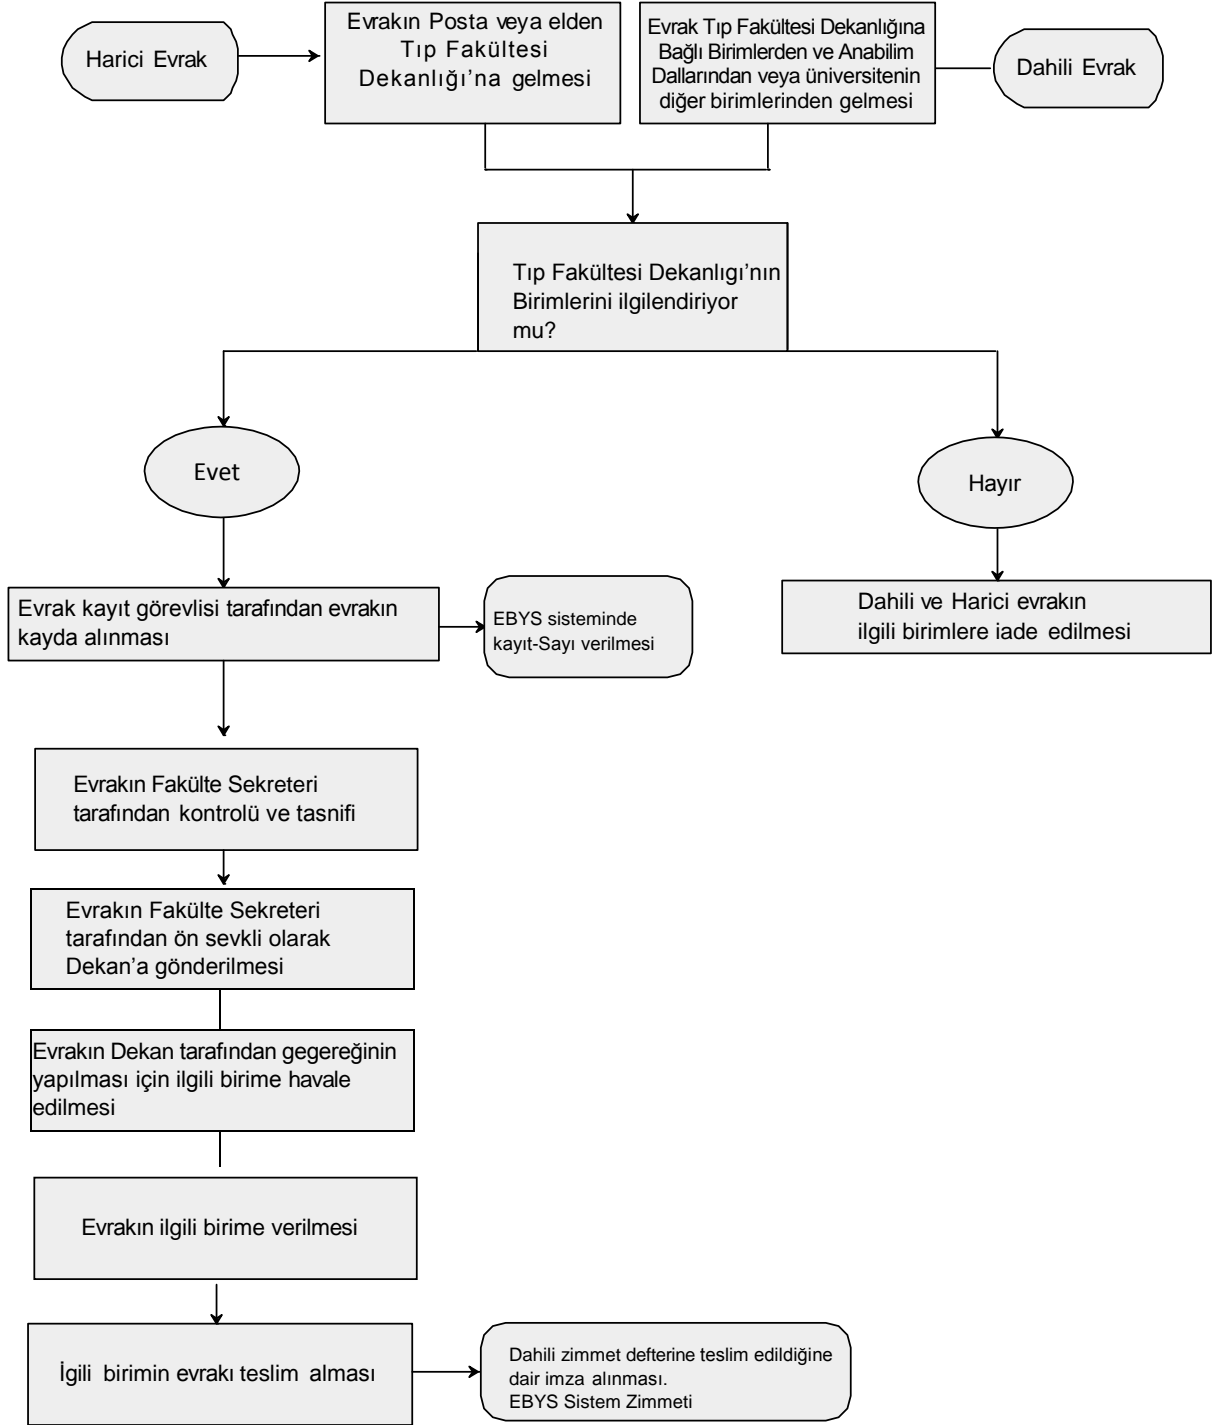 Harici Evrak
Evrakın Posta veya elden
Tıp Fakültesi
Dekanlığı’na gelmesi
Evrak Tıp Fakültesi Dekanlığına
Bağlı Birimlerden ve Anabilim
Dallarından veya üniversitenin
diğer birimlerinden gelmesi
Dahili Evrak
Tıp Fakültesi Dekanlıgı’nın
Birimlerini ilgilendiriyor
mu?
Evet
Hayır
Evrak kayıt görevlisi tarafından evrakın
kayda alınması
EBYS sisteminde
kayıt-Sayı verilmesi
Dahili ve Harici evrakın
ilgili birimlere iade edilmesi
Evrakın Fakülte Sekreteri
tarafından kontrolü ve tasnifi
Evrakın Fakülte Sekreteri
tarafından ön sevkli olarak
Dekan’a gönderilmesi
Evrakın Dekan tarafından gegereğinin
yapılması için ilgili birime havale
edilmesi
Evrakın ilgili birime verilmesi
İgili birimin evrakı teslim alması
Dahili zimmet defterine teslim edildiğine
dair imza alınması.
EBYS Sistem Zimmeti